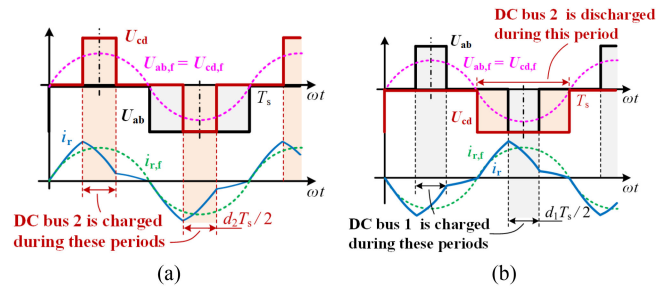 U_cd
U_ab,f = U_cd,f
ωt
U_ab
T_s
i_r
i_r,f
ωt
DC bus 2 is charged
during these periods
d_2T_s / 2
(a)
DC bus 2 is discharged
during this period
U_ab
U_ab,f = U_cd,f
ωt
U_cd
T_s
i_r,f
i_r
ωt
DC bus 1 is charged
during these periods
d_1T_s / 2
(b)